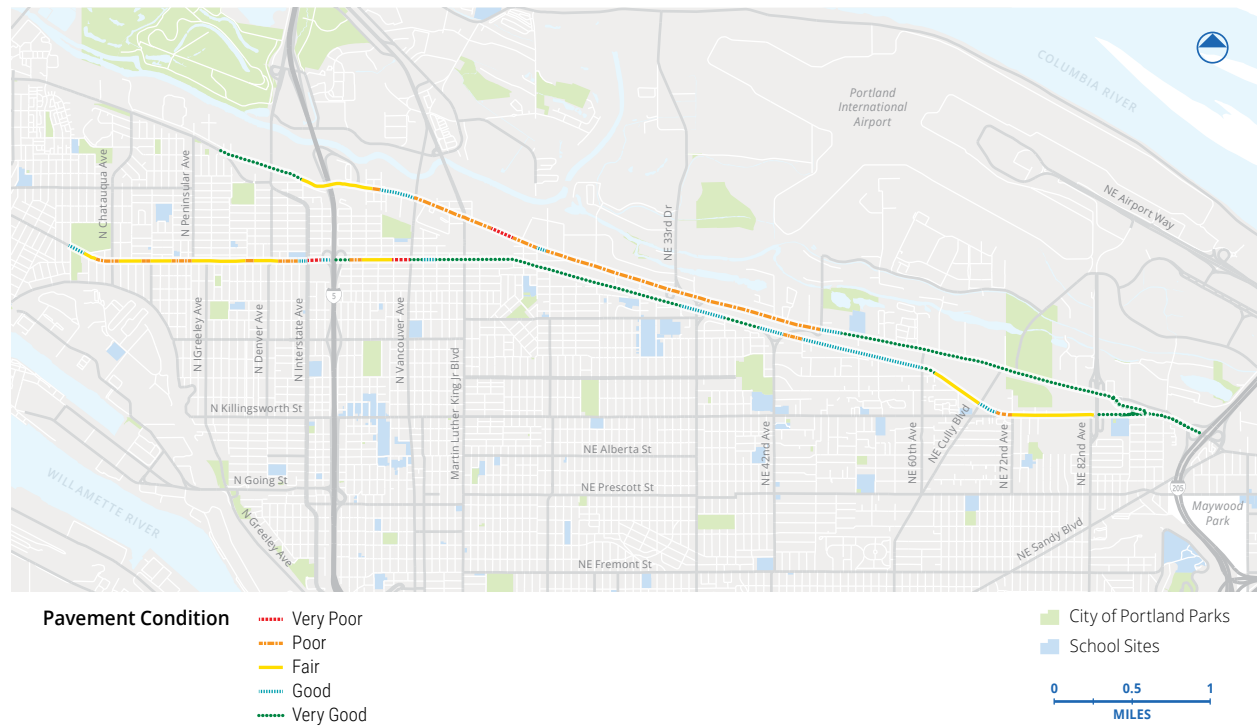 COLUMBIA RIVER
Portland
International
Airport
NE Airport Way
N Chatauqua Ave
N Peninsular Ave
NE 33rd Dr
5
N lGreeley Ave
N Denver Ave
N Interstate Ave
N Vancouver Ave
Martin Luther King Jr Blvd
N Killingsworth St
NE Alberta St
NE 42nd Ave
NE 60th Ave
NE Cully Blvd
NE 72nd Ave
NE 82nd Ave
N Going St
NE Prescott St
205
WILLAMETTE RIVER
N Greeley Ave
Maywood
Park
NE Sandy Blvd
NE Fremont St
Pavement Condition
Very Poor
Poor
Fair
Good
Very Good
City of Portland Parks
School Sites
0 0.5 1
MILES